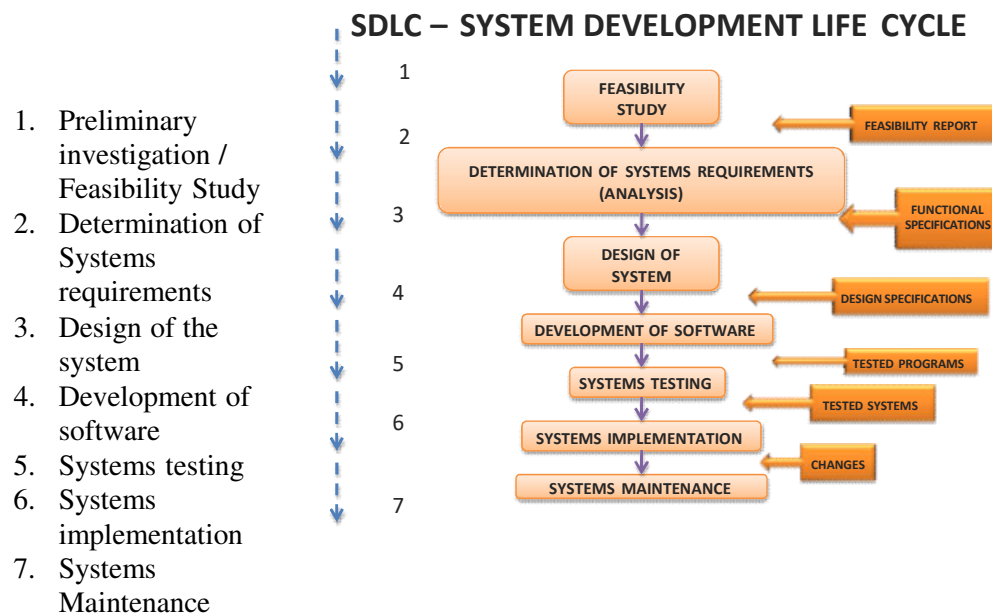 SDLC – SYSTEM DEVELOPMENT LIFE CYCLE
1. Preliminary
investigation /
Feasibility Study
2. Determination of
Systems
requirements
3. Design of the
system
4. Development of
software
5. Systems testing
6. Systems
implementation
7. Systems
Maintenance
1
FEASIBILITY
STUDY
2
FEASIBILITY REPORT
DETERMINATION OF SYSTEMS REQUIREMENTS
(ANALYSIS)
3
FUNCTIONAL
SPECIFICATIONS
DESIGN OF
SYSTEM
4
DESIGN SPECIFICATIONS
DEVELOPMENT OF SOFTWARE
5
TESTED PROGRAMS
SYSTEMS TESTING
TESTED SYSTEMS
6
SYSTEMS IMPLEMENTATION
CHANGES
SYSTEMS MAINTENANCE
7